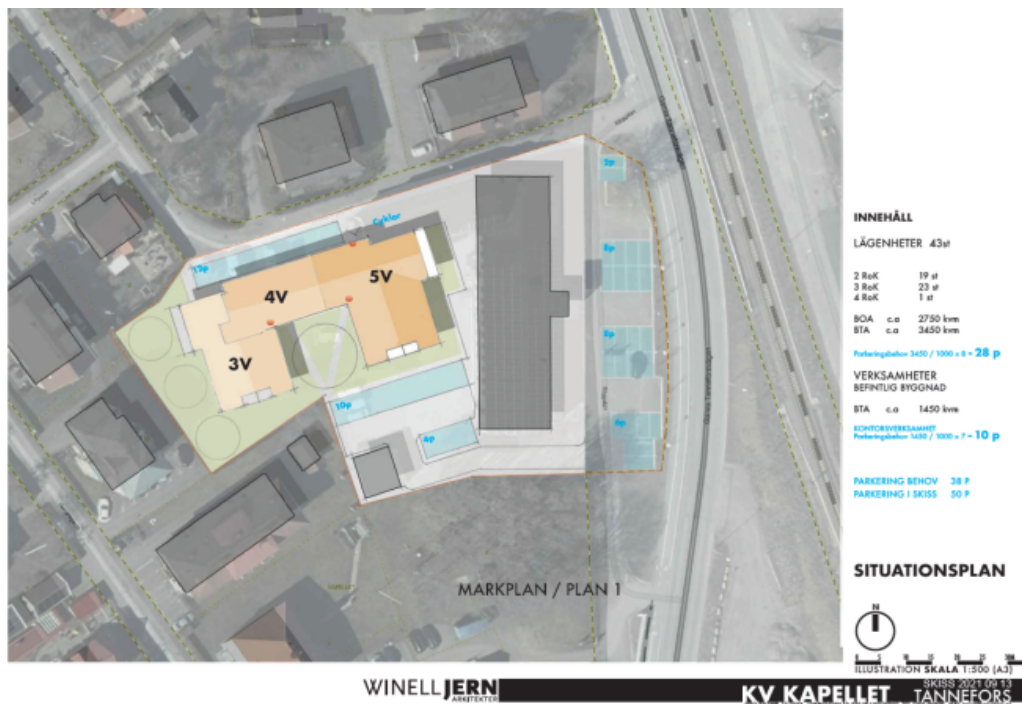 Cyklar
12p
5V
4V
3V
10p
4p
5p
8p
8p
MARKPLAN / PLAN 1
INNEHÅLL
LÄGENHETER 43st
2 RoK 19 st
3 RoK 23 st
4 RoK 1 st
BOA c.a 2750 kvm
BTA c.a 3450 kvm
Parkeringsbehov 3450 / 1000 x 8 = 28 p
VERKSAMHETER
BEFINTLIG BYGGNAD
BTA c.a 1450 kvm
KONTORSVERKSAMHET
Parkeringsbehov 1450 / 1000 x 7 = 10 p
PARKERING BEHOV 38 P
PARKERING I SKISS 50 P
SITUATIONSPLAN
N
ILLUSTRATION SKALA 1:500 (A3)
WINELLJERN
ARKITEKTER
SKISS 2021 09 13
KV KAPELLET TANNEFORS